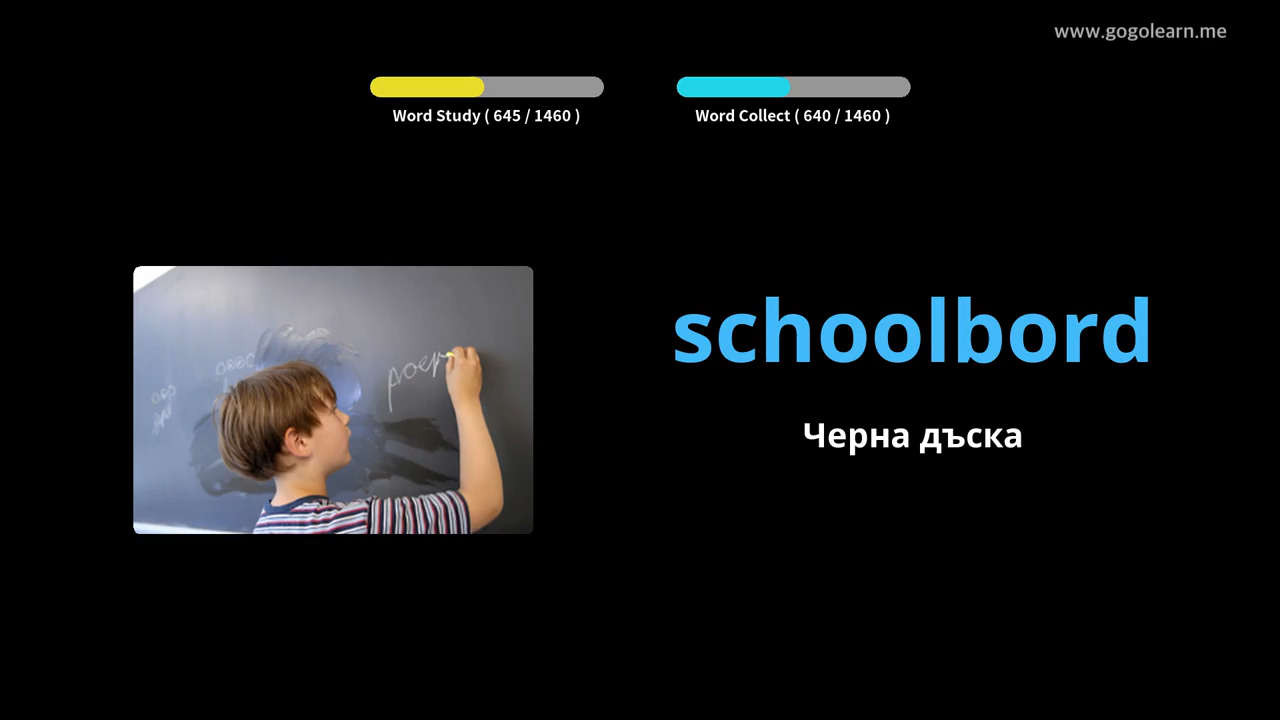 www.gogolearn.me
Word Study ( 645 / 1460 )
Word Collect ( 640 / 1460 )
schoolbord
Черна дъска